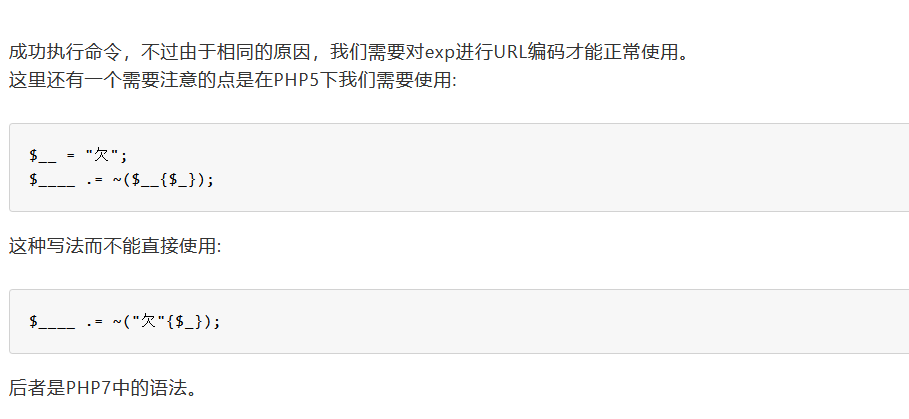 成功执行命令，不过由于相同的原因，我们需要对exp进行URL编码才能正常使用。
这里还有一个需要注意的点是在PHP5下我们需要使用:
$__ = "欠";
$____ .= ~($__{$_});
这种写法而不能直接使用:
$____ .= ~("欠"{$_});
后者是PHP7中的语法。